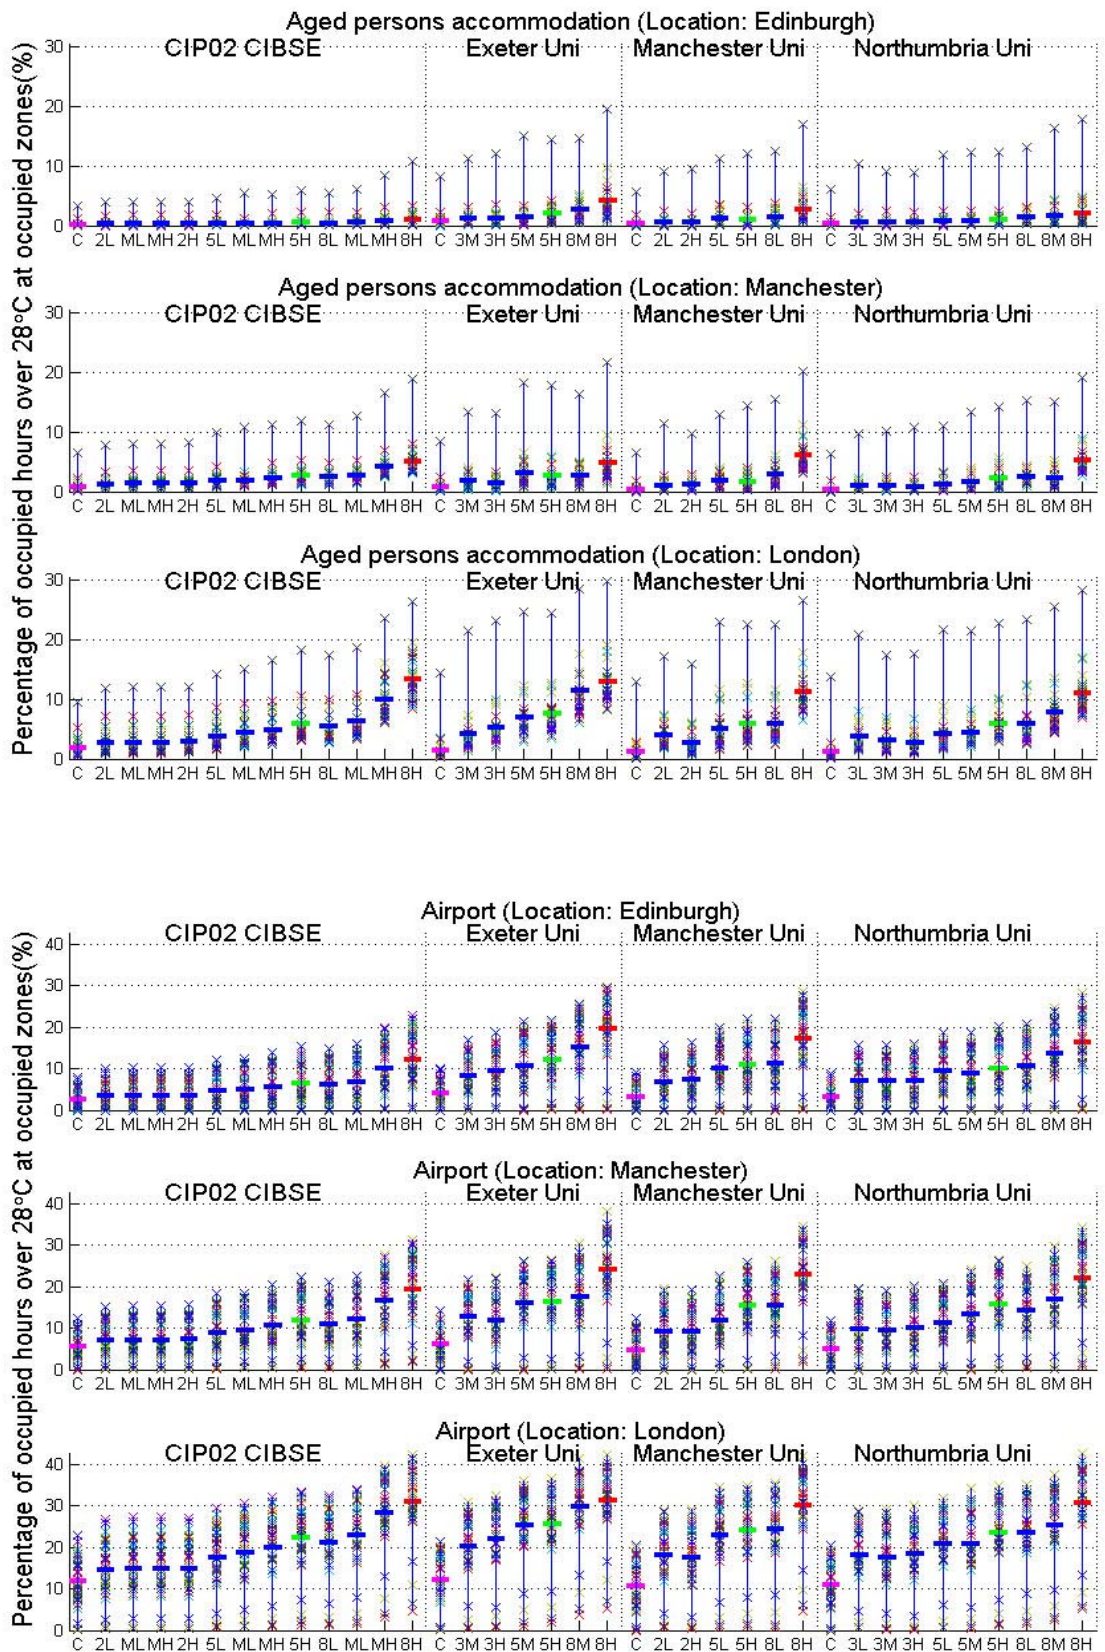 Aged persons accommodation (Location: Edinburgh)
CIP02 CIBSE Exeter Uni Manchester Uni Northumbria Uni
30
20
10
0
C 2L ML MH 2H 5L ML MH 5H 8L ML MH 8H C 3M 3H 5M 5H 8M 8H C 2L 2H 5L 5H 8L 8H C 3L 3M 3H 5L 5M 5H 8L 8M 8H
Percentage of occupied hours over 28°C at occupied zones(%)
Aged persons accommodation (Location: Manchester)
CIP02 CIBSE Exeter Uni Manchester Uni Northumbria Uni
30
20
10
0
C 2L ML MH 2H 5L ML MH 5H 8L ML MH 8H C 3M 3H 5M 5H 8M 8H C 2L 2H 5L 5H 8L 8H C 3L 3M 3H 5L 5M 5H 8L 8M 8H
Aged persons accommodation (Location: London)
CIP02 CIBSE Exeter Uni Manchester Uni Northumbria Uni
30
20
10
0
C 2L ML MH 2H 5L ML MH 5H 8L ML MH 8H C 3M 3H 5M 5H 8M 8H C 2L 2H 5L 5H 8L 8H C 3L 3M 3H 5L 5M 5H 8L 8M 8H
Airport (Location: Edinburgh)
CIP02 CIBSE Exeter Uni Manchester Uni Northumbria Uni
40
30
20
10
0
C 2L ML MH 2H 5L ML MH 5H 8L ML MH 8H C 3M 3H 5M 5H 8M 8H C 2L 2H 5L 5H 8L 8H C 3L 3M 3H 5L 5M 5H 8L 8M 8H
Percentage of occupied hours over 28°C at occupied zones(%)
Airport (Location: Manchester)
CIP02 CIBSE Exeter Uni Manchester Uni Northumbria Uni
40
30
20
10
0
C 2L ML MH 2H 5L ML MH 5H 8L ML MH 8H C 3M 3H 5M 5H 8M 8H C 2L 2H 5L 5H 8L 8H C 3L 3M 3H 5L 5M 5H 8L 8M 8H
Airport (Location: London)
CIP02 CIBSE Exeter Uni Manchester Uni Northumbria Uni
40
30
20
10
0
C 2L ML MH 2H 5L ML MH 5H 8L ML MH 8H C 3M 3H 5M 5H 8M 8H C 2L 2H 5L 5H 8L 8H C 3L 3M 3H 5L 5M 5H 8L 8M 8H